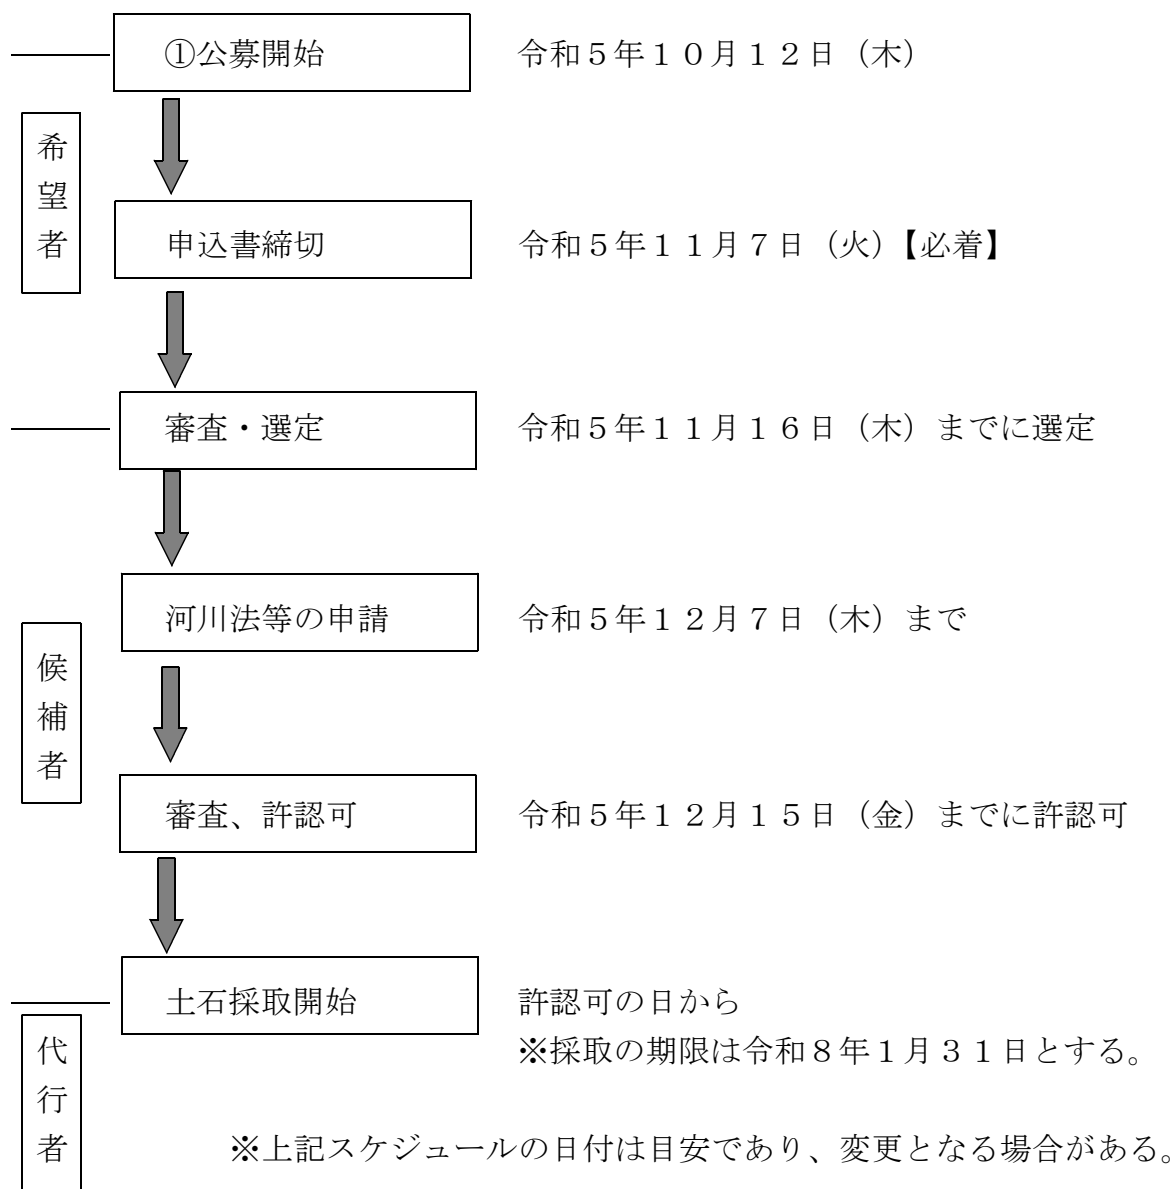 ①公募開始 令和５年１０月１２日（木）
希望者
申込書締切 令和５年１１月７日（火）【必着】
審査・選定 令和５年１１月１６日（木）までに選定
河川法等の申請 令和５年１２月７日（木）まで
候補者
審査、許認可 令和５年１２月１５日（金）までに許認可
土石採取開始 許認可の日から
※採取の期限は令和８年１月３１日とする。
代行者
※上記スケジュールの日付は目安であり、変更となる場合がある。